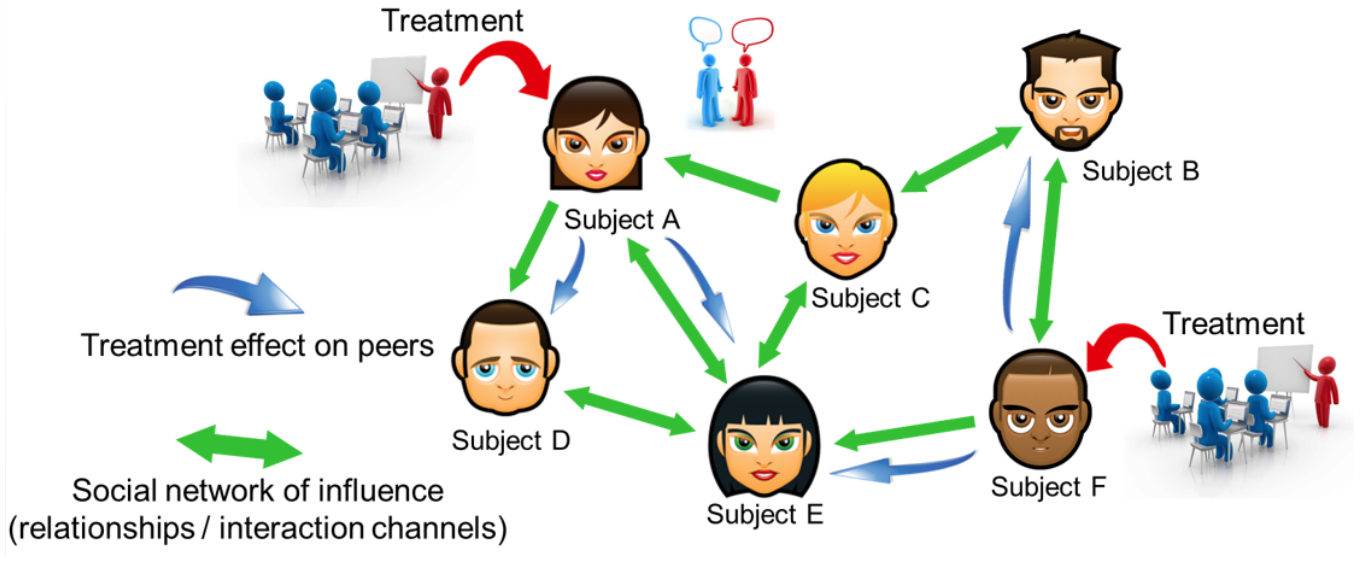 Treatment
Subject B
Subject A
Subject C
Treatment
Treatment effect on peers
Subject D
Subject F
Social network of influence
(relationships / interaction channels)
Subject E